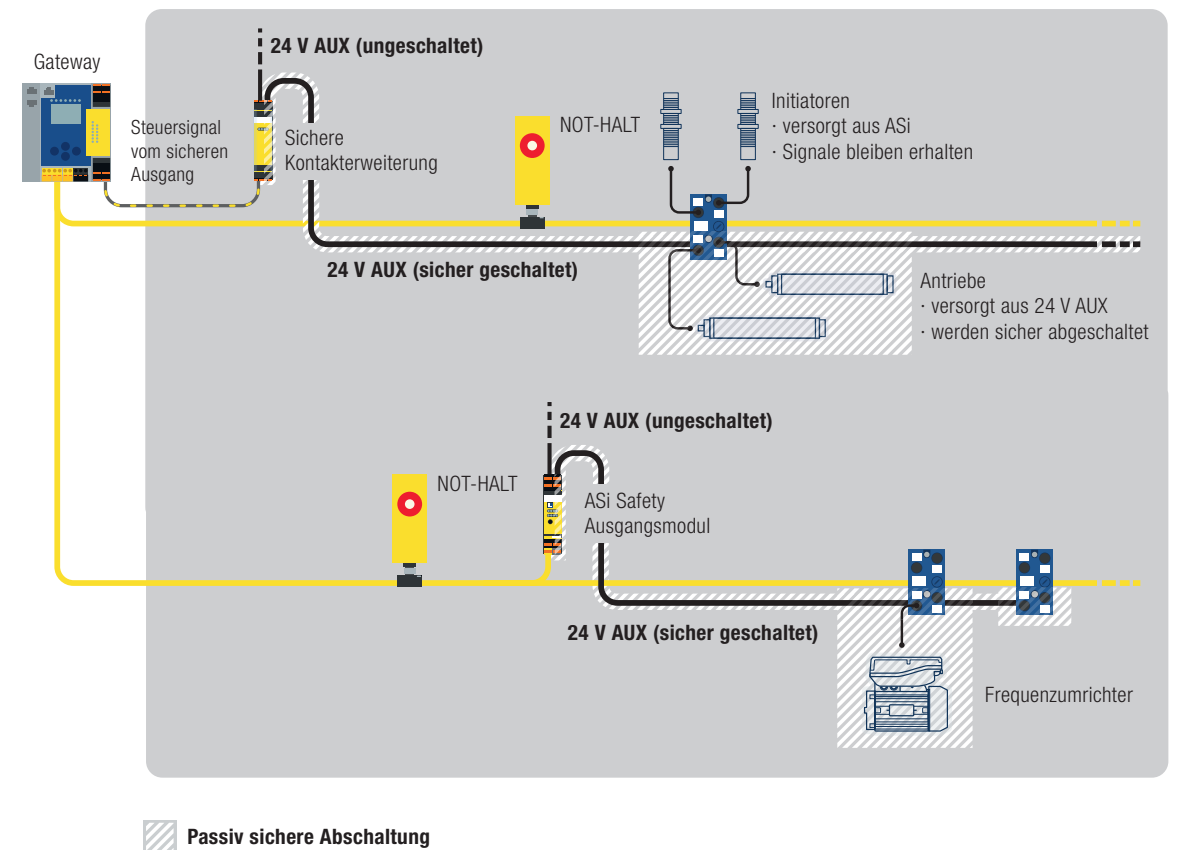 24 V AUX (ungeschaltet)
Gateway
Steuersignal
vom sicheren
Ausgang
Sichere
Kontakterweiterung
NOT-HALT
Initiatoren
· versorgt aus ASi
· Signale bleiben erhalten
24 V AUX (sicher geschaltet)
Antriebe
· versorgt aus 24 V AUX
· werden sicher abgeschaltet
24 V AUX (ungeschaltet)
NOT-HALT
ASi Safety
Ausgangsmodul
24 V AUX (sicher geschaltet)
Frequenzumrichter
Passiv sichere Abschaltung